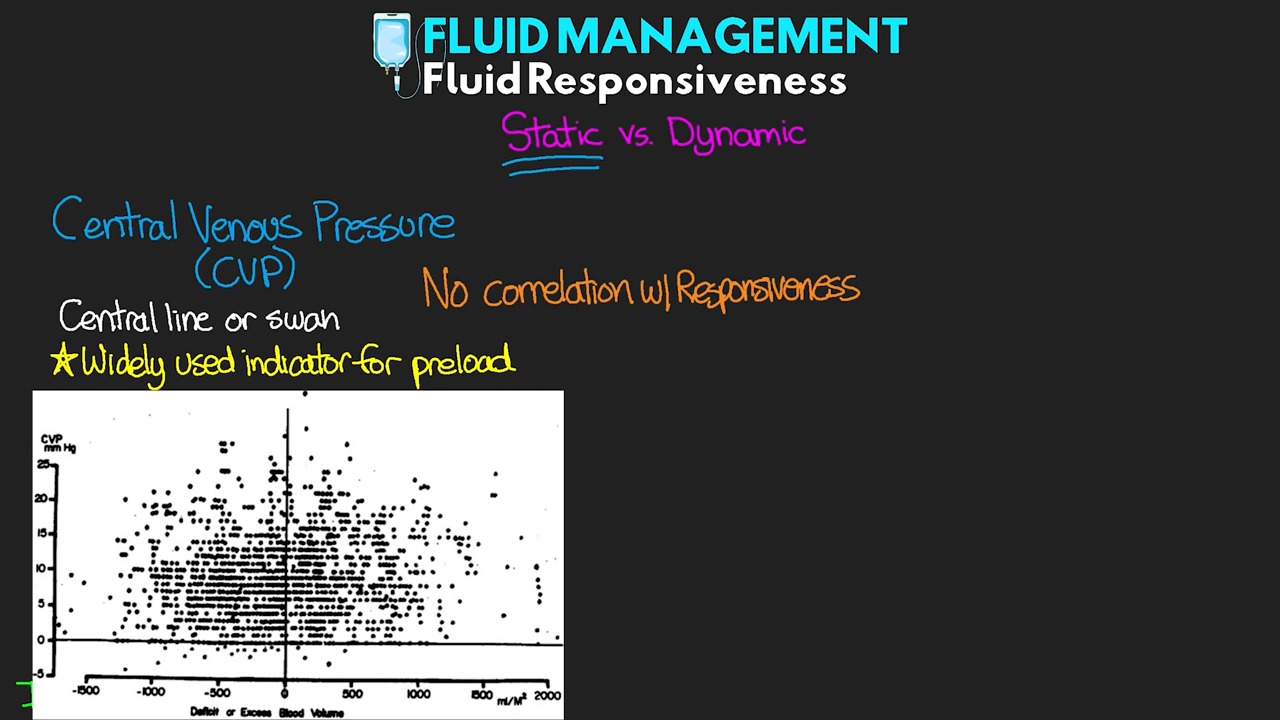 FLUID MANAGEMENT
Fluid Responsiveness
Static vs. Dynamic
Central Venous Pressure
(CVP)
No correlation w/ Responsiveness
Central line or swan
☆ Widely used indicator for preload
CVP
mm Hg
25
20
15
10
5
0
-5
-1500 -1000 -500 0 500 1000 1500 ml/M² 2000
Deficit or Excess Blood Volume